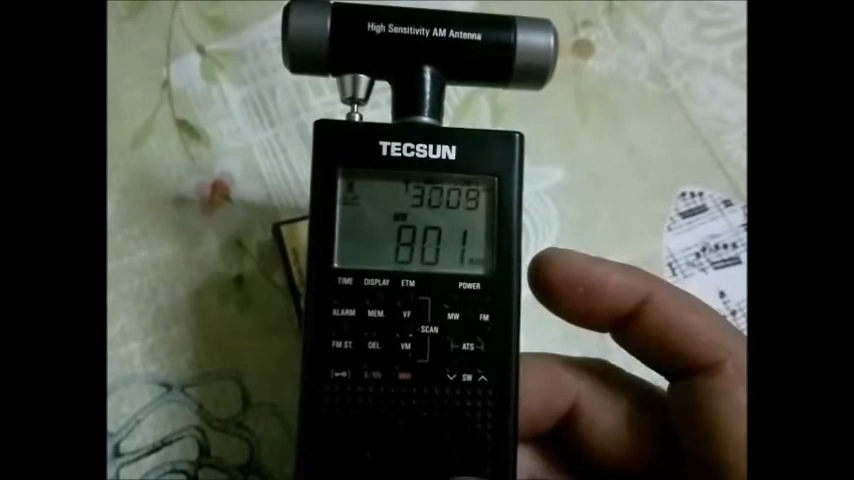 High Sensitivity AM Antenna
TECSUN
3009
MW
801
TIME DISPLAY ETM POWER
ALARM MEM. VF MW FM
SCAN
FM ST. DEL VM ATS
SW